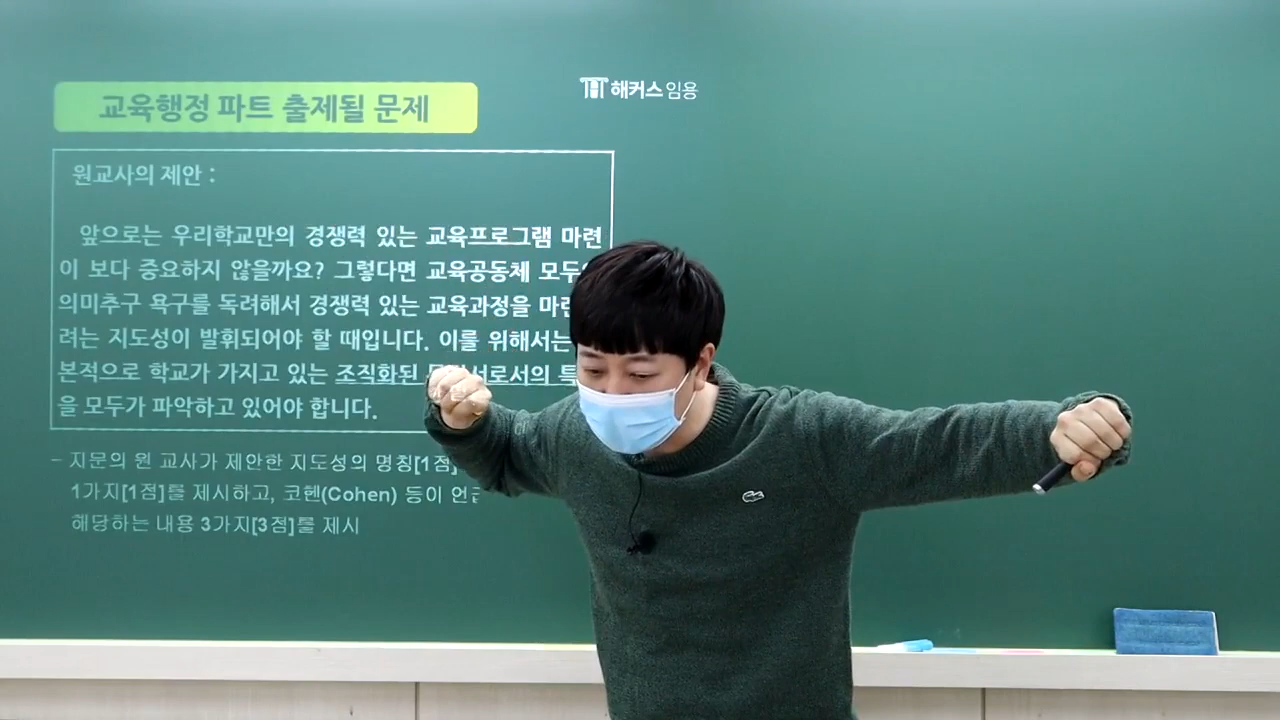 해커스 임용
교육행정 파트 출제될 문제
원교사의 제안 :
앞으로는 우리학교만의 경쟁력 있는 교육프로그램 마련
이 보다 중요하지 않을까요? 그렇다면 교육공동체
의미추구 욕구를 독려해서 경쟁력 있는 교육과정을
려는 지도성이 발휘되어야 할 때입니다. 이를 위해서는
본적으로 학교가 가지고 있는 조직화된
을 모두가 파악하고 있어야 합니다.
– 지문의 원 교사가 제안한 지도성의 명칭[1점]
1가지[1점]를 제시하고, 코헨(Cohen) 등이
해당하는 내용 3가지[3점]를 제시